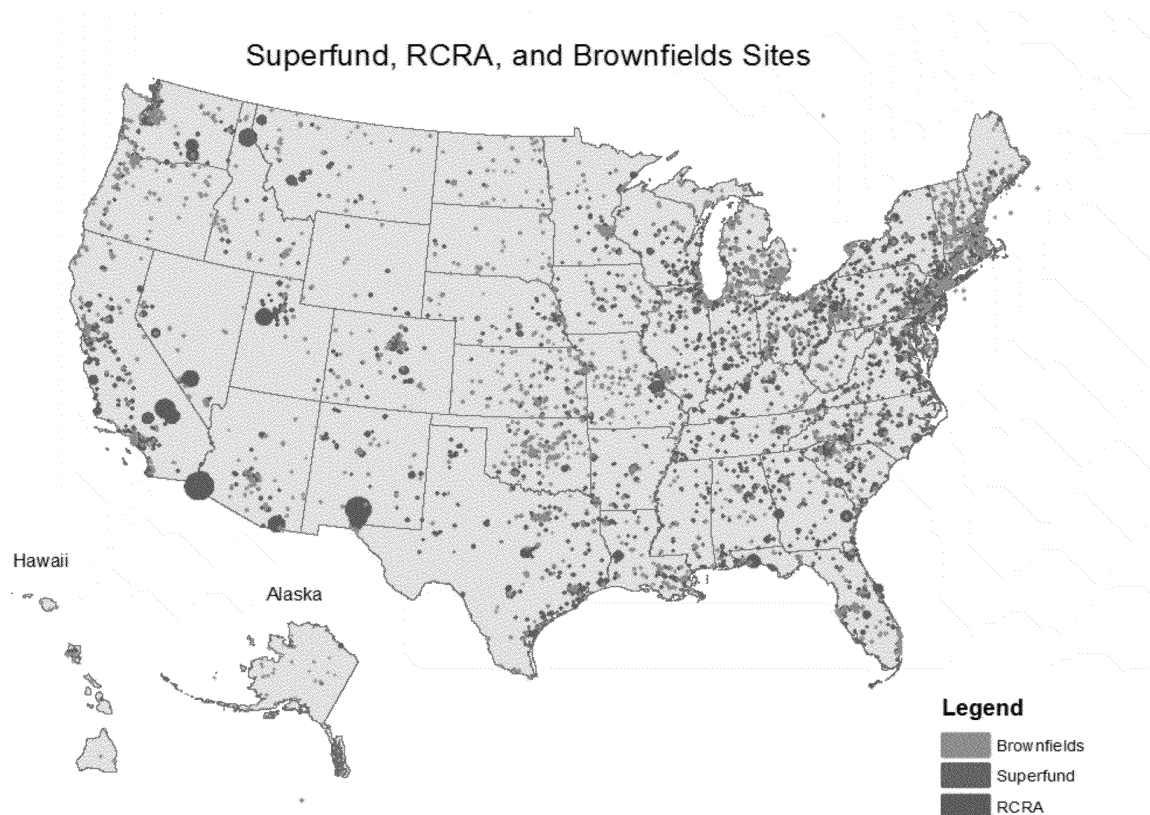 Superfund, RCRA, and Brownfields Sites
Hawaii
Alaska
Legend
Brownfields
Superfund
RCRA